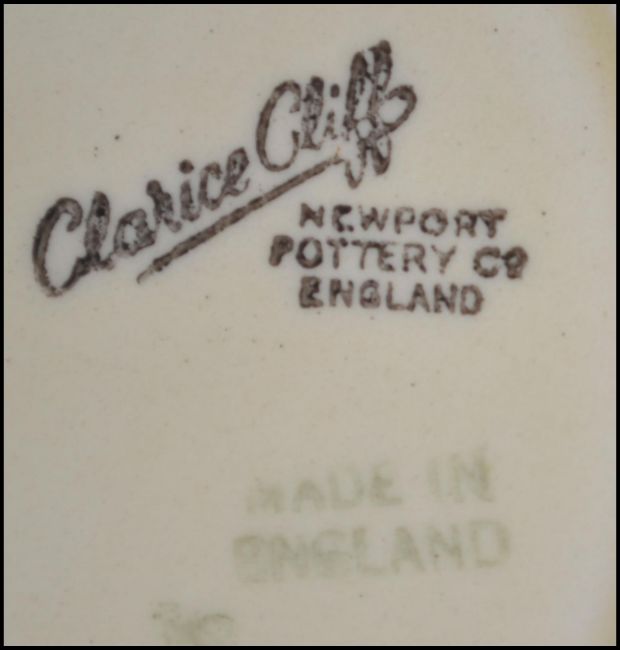 Clarice Cliff
NEWPORT
POTTERY Co
ENGLAND
MADE IN
ENGLAND